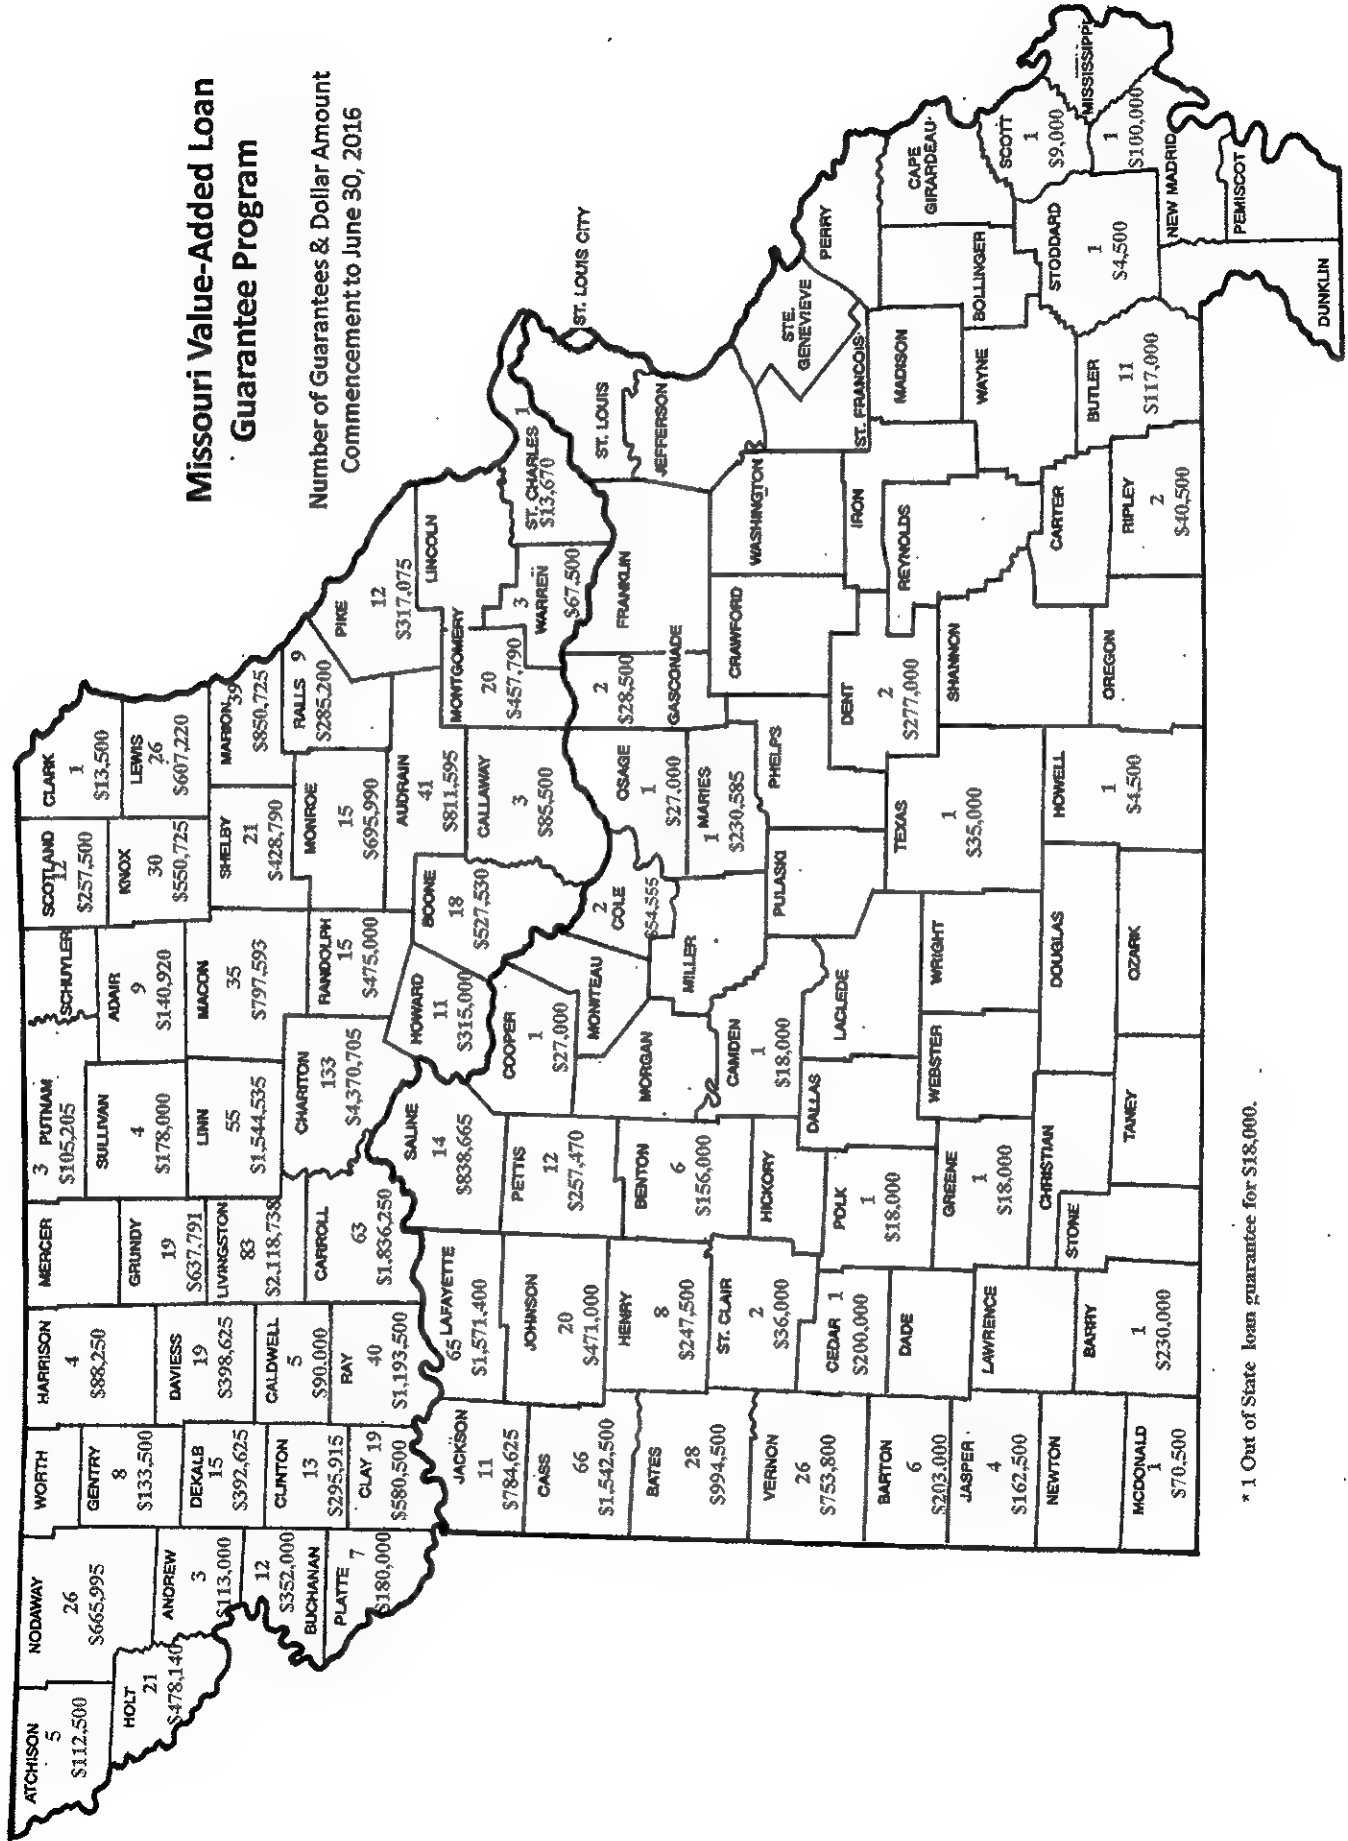 Missouri Value-Added Loan
Guarantee Program
Number of Guarantees & Dollar Amount
Commencement to June 30, 2016
ATCHISON
5
$112,500
NODAWAY
26
$665,995
HOLT
21
$478,140
ANDREW
3
$113,000
12
$352,000
BUCHANAN
PLATTE 7
$180,000
WORTH
GENTRY
8
$133,500
DEKALB
15
$392,625
CLINTON
13
$295,915
CLAY 19
$580,500
HARRISON
4
$88,250
DAVIESS
19
$398,625
CALDWELL
5
$90,000
RAY
40
$1,193,500
MERCER
GRUNDY
19
$637,791
LIVINGSTON
83
$2,118,738
CARROLL
63
$1,836,250
3 PUTNAM
$105,205
SULLIVAN
4
$178,000
LINN
55
$1,544,535
CHARITON
133
$4,370,705
SCHUYLER
ADAIR
9
$140,920
MACON
35
$797,593
RANDOLPH
15
$475,000
HOWARD
11
$315,000
SCOTLAND
12
$257,500
KNOX
30
$550,725
SHELBY
21
$428,790
MONROE
15
$695,990
AUDRAIN
41
$811,595
BOONE
18
$527,530
CLARK
1
$13,500
LEWIS
26
$607,220
MARION
39
$850,725
RALLS 9
$285,200
PIKE
12
$317,075
LINCOLN
MONTGOMERY
20
$457,790
3
WARREN
$67,500
1
ST. CHARLES
$13,670
CALLAWAY
3
$85,500
ST. LOUIS CITY
ST. LOUIS
JEFFERSON
FRANKLIN
2
$28,500
GASCONADE
OSAGE
1
$27,000
MARIES
1
$230,585
2
COLE
$54,555
MONITEAU
MILLER
COOPER
1
$27,000
MORGAN
CAMDEN
1
$18,000
SALINE
14
$838,665
PETTIS
12
$257,470
BENTON
6
$156,000
HICKORY
65 LAFAYETTE
$1,571,400
JOHNSON
20
$471,000
HENRY
8
$247,500
ST. CLAIR
2
$36,000
JACKSON
11
$784,625
CASS
66
$1,542,500
BATES
28
$994,500
VERNON
26
$753,800
BARTON
6
$203,000
JASPER
4
$162,500
NEWTON
MCDONALD
1
$70,500
CEDAR 1
$200,000
DADE
LAWRENCE
BARRY
1
$230,000
POLK
1
$18,000
GREENE
1
$18,000
CHRISTIAN
STONE
TANEY
DALLAS
WEBSTER
LACLEDE
WRIGHT
DOUGLAS
OZARK
PULASKI
PHELPS
TEXAS
1
$35,000
HOWELL
1
$4,500
DENT
2
$277,000
SHANNON
OREGON
CRAWFORD
WASHINGTON
IRON
REYNOLDS
CARTER
RIPLEY
2
$40,500
STE.
GENEVIEVE
ST. FRANCOIS
PERRY
MADISON
WAYNE
BUTLER
11
$117,000
CAPE
GIRARDEAU
BOLLINGER
STODDARD
1
$4,500
SCOTT
1
$9,000
MISSISSIPPI
1
$100,000
NEW MADRID
PEMISCOT
DUNKLIN
* 1 Out of State loan guarantee for $18,000.